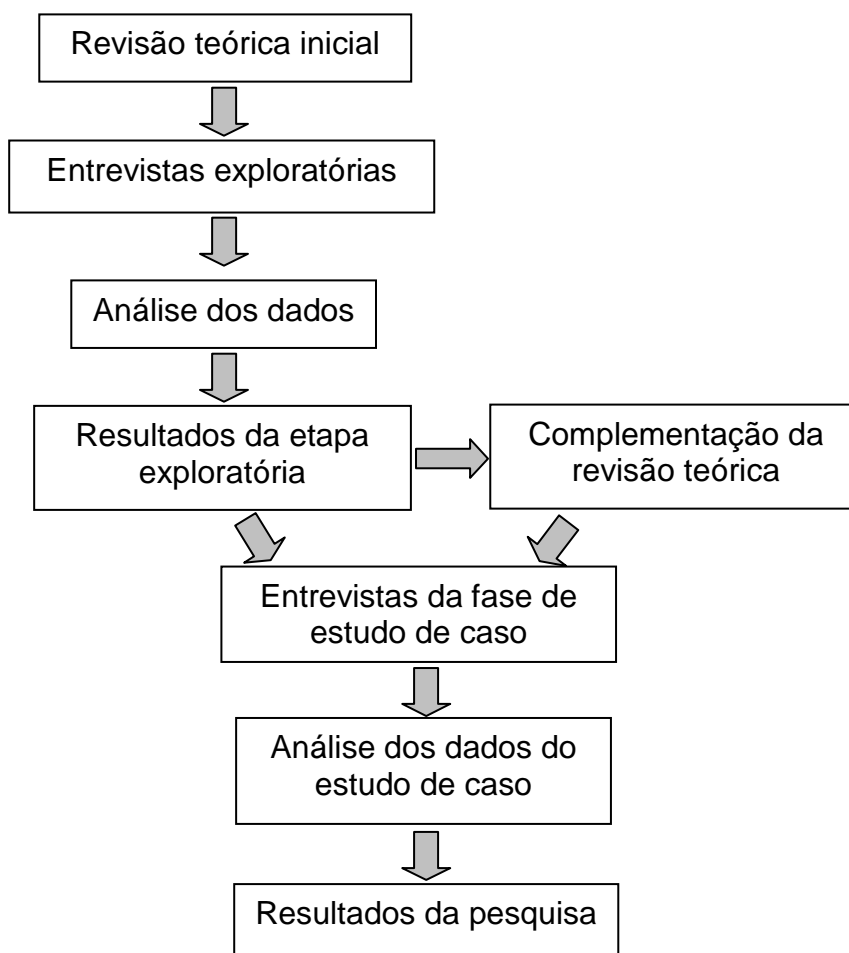 Revisão teórica inicial
Entrevistas exploratórias
Análise dos dados
Resultados da etapa
exploratória
Complementação da
revisão teórica
Entrevistas da fase de
estudo de caso
Análise dos dados do
estudo de caso
Resultados da pesquisa